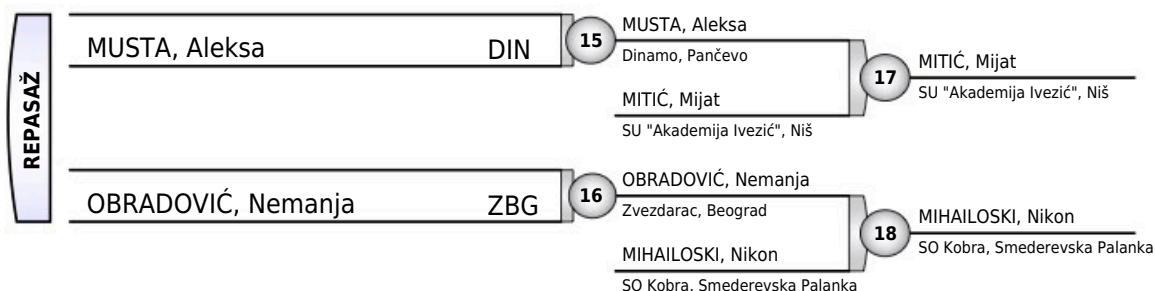 REPASAŽ
MUSTA, Aleksa DIN
15
MUSTA, Aleksa
Dinamo, Pančevo
MITIĆ, Mijat
SU "Akademija Ivezić", Niš
17
MITIĆ, Mijat
SU "Akademija Ivezić", Niš
OBRADOVIĆ, Nemanja ZBG
16
OBRADOVIĆ, Nemanja
Zvezdarac, Beograd
MIHAILOSKI, Nikon
SO Kobra, Smederevska Palanka
18
MIHAILOSKI, Nikon
SO Kobra, Smederevska Palanka